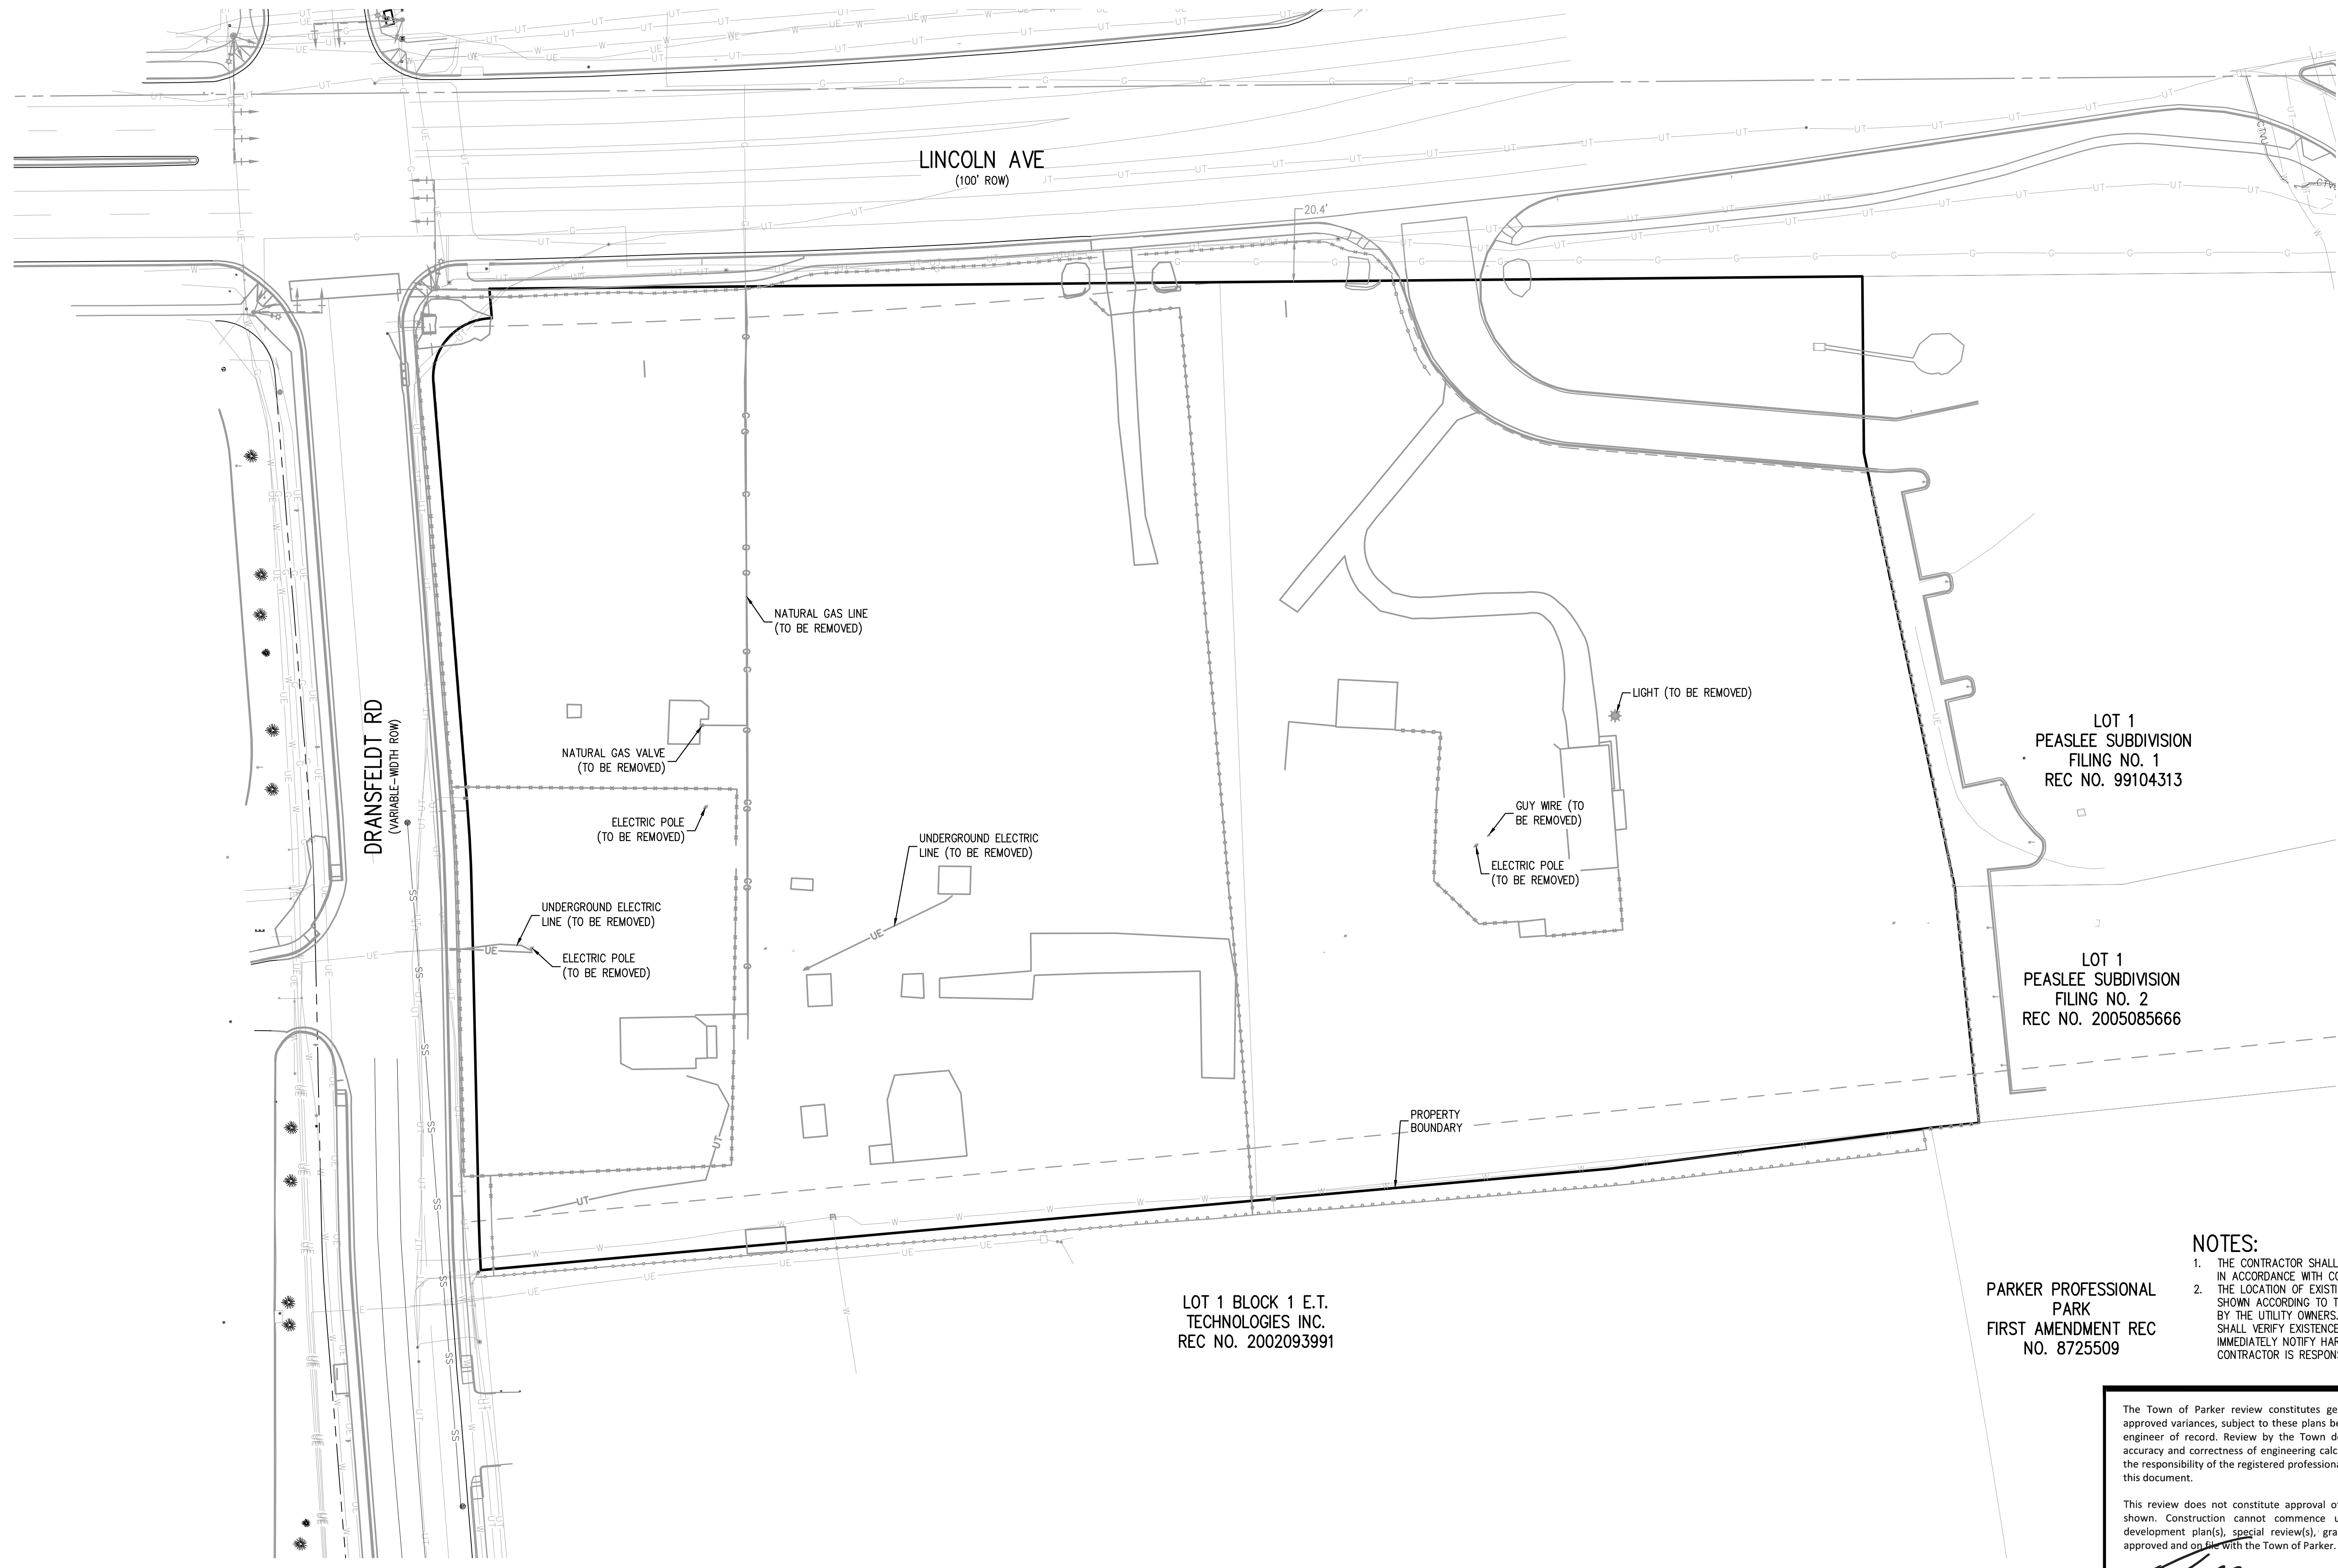 LINCOLN AVE
(100' ROW)
20.4'
DRANSFELDT RD
(VARIABLE-WIDTH ROW)
NATURAL GAS LINE
(TO BE REMOVED)
NATURAL GAS VALVE
(TO BE REMOVED)
LIGHT (TO BE REMOVED)
LOT 1
PEASLEE SUBDIVISION
FILING NO. 1
REC NO. 99104313
ELECTRIC POLE
(TO BE REMOVED)
UNDERGROUND ELECTRIC
LINE (TO BE REMOVED)
GUY WIRE (TO
BE REMOVED)
ELECTRIC POLE
(TO BE REMOVED)
UNDERGROUND ELECTRIC
LINE (TO BE REMOVED)
ELECTRIC POLE
(TO BE REMOVED)
LOT 1
PEASLEE SUBDIVISION
FILING NO. 2
REC NO. 2005085666
PROPERTY
BOUNDARY
LOT 1 BLOCK 1 E.T.
TECHNOLOGIES INC.
REC NO. 2002093991
PARKER PROFESSIONAL
PARK
FIRST AMENDMENT REC
NO. 8725509
NOTES:
1. THE CONTRACTOR SHALL
IN ACCORDANCE WITH
2. THE LOCATION OF
SHOWN ACCORDING TO
BY THE UTILITY OWNERS.
SHALL VERIFY EXISTENCE
IMMEDIATELY NOTIFY
CONTRACTOR IS
The Town of Parker review constitutes
approved variances, subject to these plans
engineer of record. Review by the Town
accuracy and correctness of engineering
the responsibility of the registered
this document.
This review does not constitute approval
shown. Construction cannot commence
development plan(s), special review(s),
approved and on file with the Town of Parker.